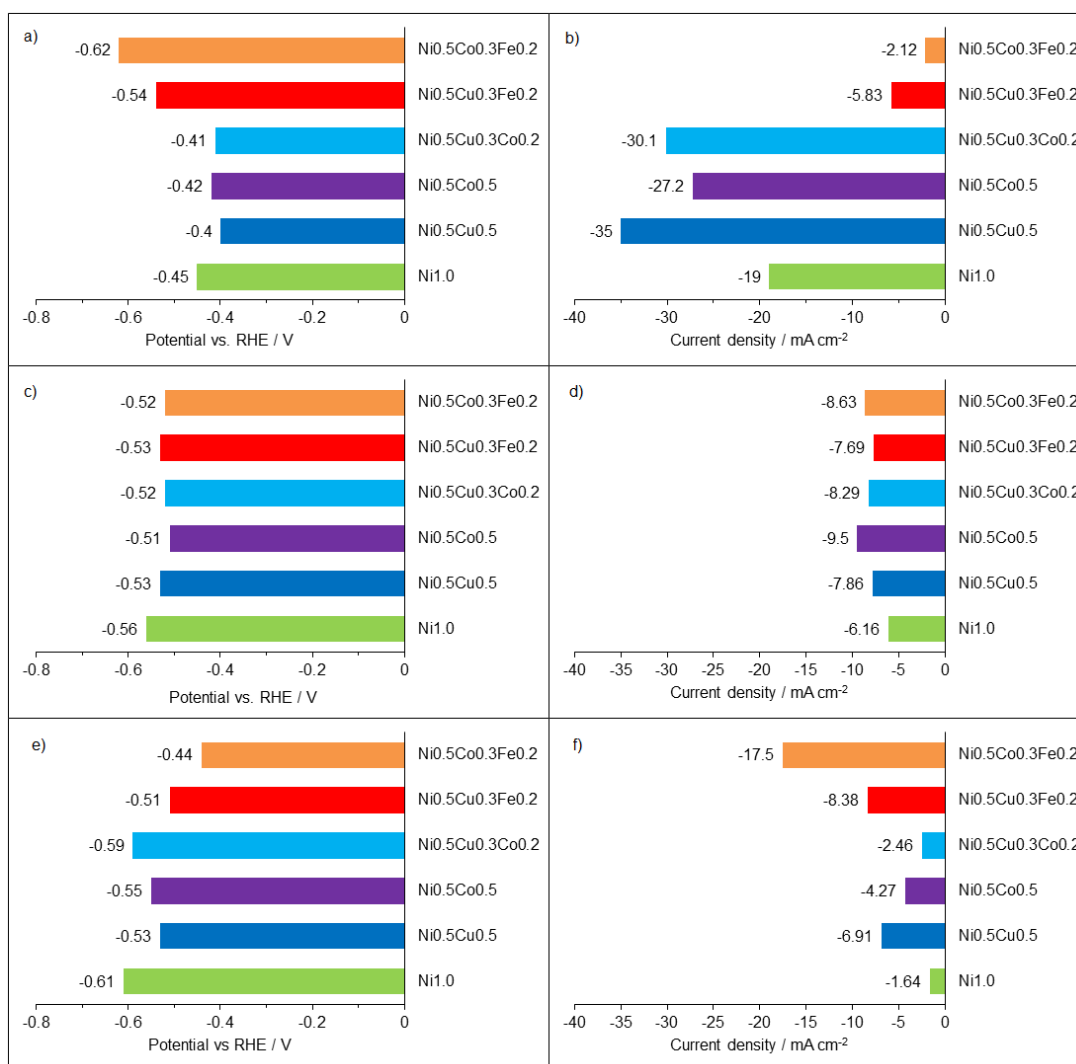 a)
-0.62 Ni0.5Co0.3Fe0.2
-0.54 Ni0.5Cu0.3Fe0.2
-0.41 Ni0.5Cu0.3Co0.2
-0.42 Ni0.5Co0.5
-0.4 Ni0.5Cu0.5
-0.45 Ni1.0
-0.8 -0.6 -0.4 -0.2 0
Potential vs. RHE / V
b)
-2.12 Ni0.5Co0.3Fe0.2
-5.83 Ni0.5Cu0.3Fe0.2
-30.1 Ni0.5Cu0.3Co0.2
-27.2 Ni0.5Co0.5
-35 Ni0.5Cu0.5
-19 Ni1.0
-40 -35 -30 -25 -20 -15 -10 -5 0
Current density / mA cm-2
c)
-0.52 Ni0.5Co0.3Fe0.2
-0.53 Ni0.5Cu0.3Fe0.2
-0.52 Ni0.5Cu0.3Co0.2
-0.51 Ni0.5Co0.5
-0.53 Ni0.5Cu0.5
-0.56 Ni1.0
-0.8 -0.6 -0.4 -0.2 0
Potential vs. RHE / V
d)
-8.63 Ni0.5Co0.3Fe0.2
-7.69 Ni0.5Cu0.3Fe0.2
-8.29 Ni0.5Cu0.3Co0.2
-9.5 Ni0.5Co0.5
-7.86 Ni0.5Cu0.5
-6.16 Ni1.0
-40 -35 -30 -25 -20 -15 -10 -5 0
Current density / mA cm-2
e)
-0.44 Ni0.5Co0.3Fe0.2
-0.51 Ni0.5Cu0.3Fe0.2
-0.59 Ni0.5Cu0.3Co0.2
-0.55 Ni0.5Co0.5
-0.53 Ni0.5Cu0.5
-0.61 Ni1.0
-0.8 -0.6 -0.4 -0.2 0
Potential vs RHE / V
f)
-17.5 Ni0.5Co0.3Fe0.2
-8.38 Ni0.5Cu0.3Fe0.2
-2.46 Ni0.5Cu0.3Co0.2
-4.27 Ni0.5Co0.5
-6.91 Ni0.5Cu0.5
-1.64 Ni1.0
-40 -35 -30 -25 -20 -15 -10 -5 0
Current density / mA cm-2